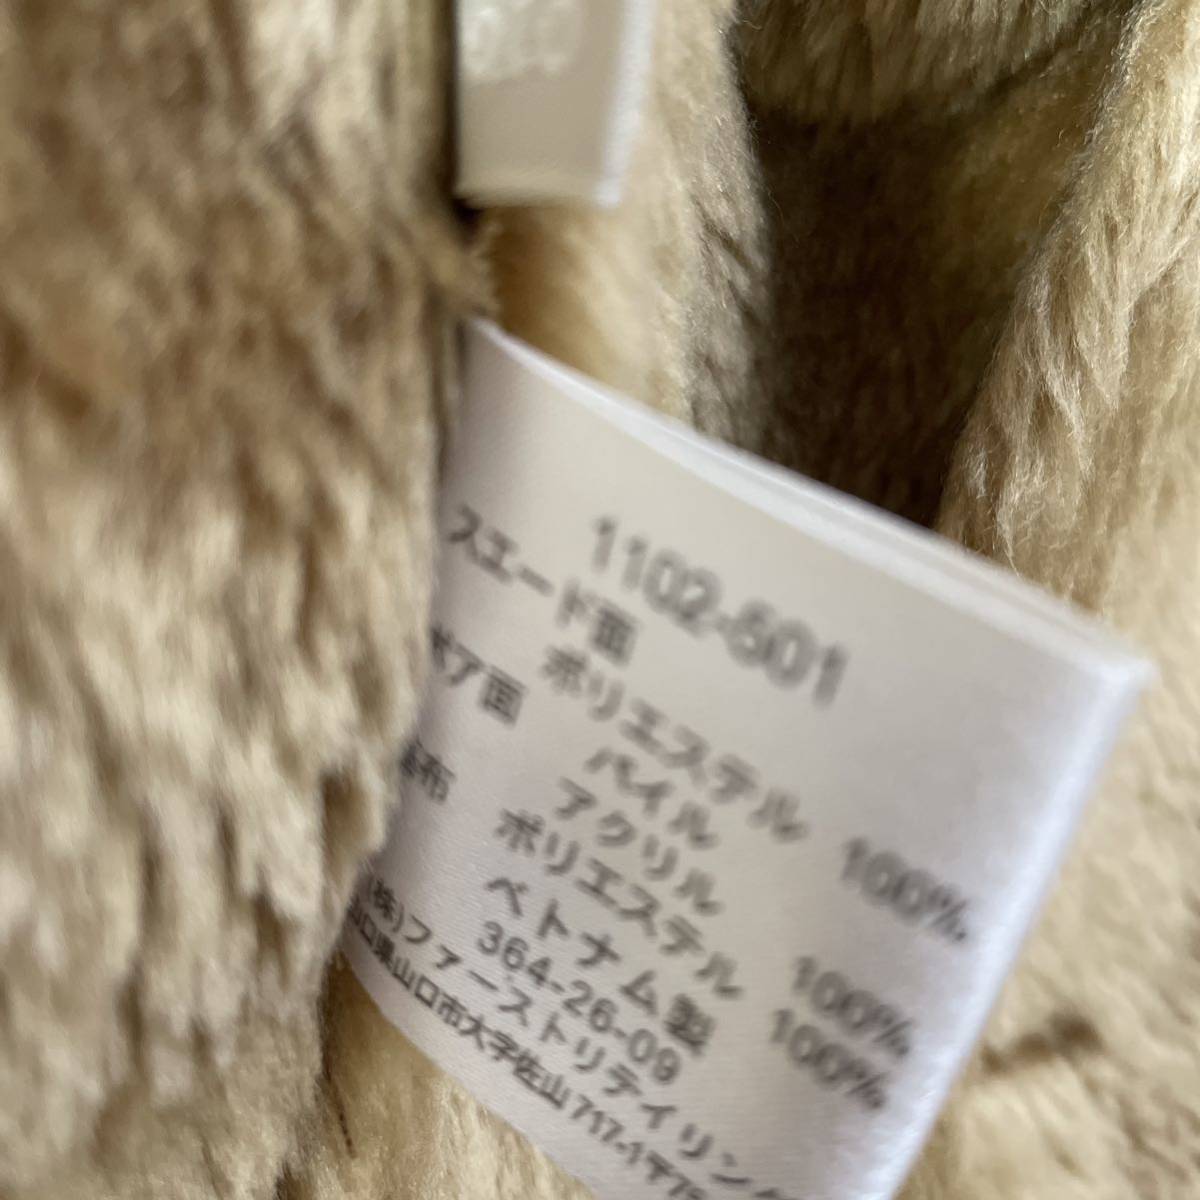 1102-601
スエード面
ポリエステル 100%
ボア面
パイル
アクリル 100%
基布
ポリエステル 100%
ベトナム製
364-26-09
(株)ファーストリテイリング
山口県山口市大字佐山717-1〒75